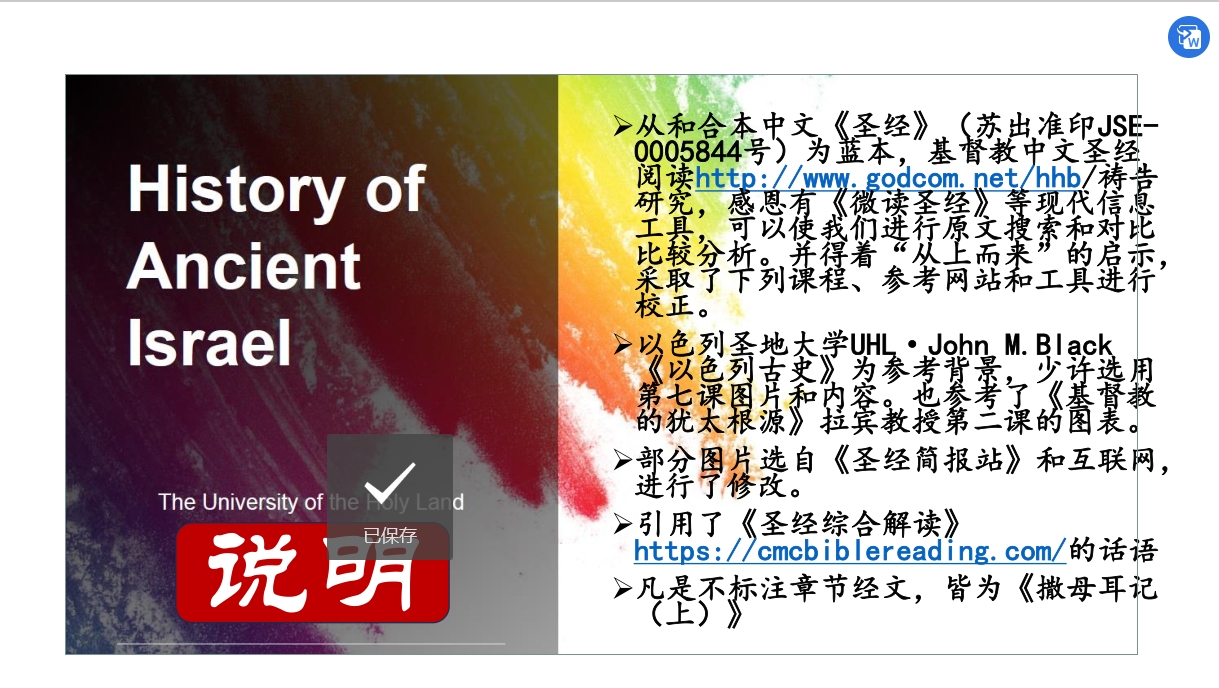 History of
Ancient
Israel
The University of the Holy Land
已保存
说明
➢从和合本中文《圣经》（苏出准印JSE-
0005844号）为蓝本，基督教中文圣经
阅读http://www.godcom.net/hhb/祷告
研究，感恩有《微读圣经》等现代信息
工具，可以使我们进行原文搜索和对比
比较分析。并得着“从上而来”的启示，
采取了下列课程、参考网站和工具进行
校正。
➢以色列圣地大学UHL·John M.Black
《以色列古史》为参考背景，少许选用
第七课图片和内容。也参考了《基督教
的犹太根源》拉宾教授第二课的图表。
➢部分图片选自《圣经简报站》和互联网，
进行了修改。
➢引用了《圣经综合解读》
https://cmcbiblereading.com/的话语
➢凡是不标注章节经文，皆为《撒母耳记
（上）》